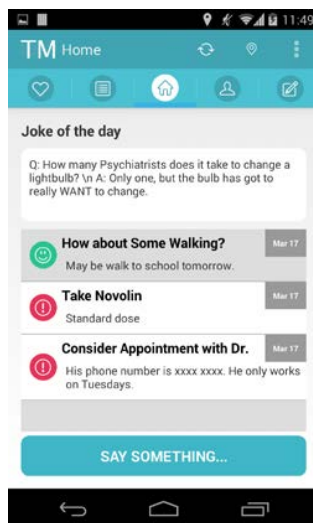 11:49
TM Home
Joke of the day
Q: How many Psychiatrists does it take to change a
lightbulb? \n A: Only one, but the bulb has got to
really WANT to change.
How about Some Walking?
Mar 17
May be walk to school tomorrow.
Take Novolin
Mar 17
Standard dose
Consider Appointment with Dr.
Mar 17
His phone number is xxxx xxxx. He only works
on Tuesdays.
SAY SOMETHING...